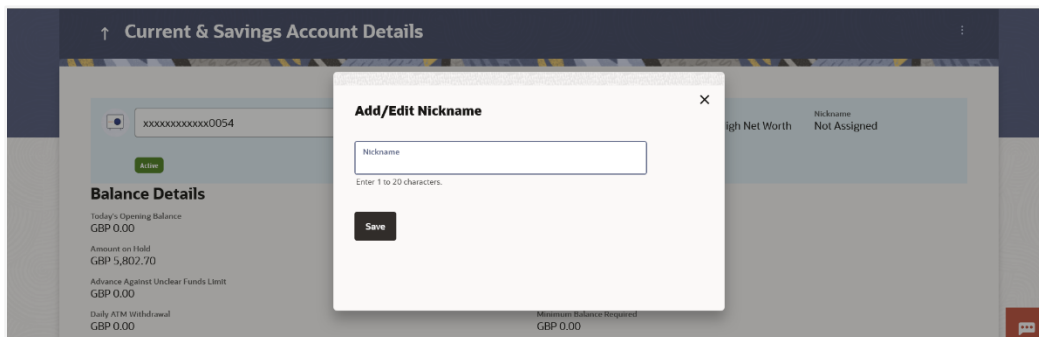 ↑ Current & Savings Account Details
Add/Edit Nickname
Nickname
Enter 1 to 20 characters.
Save
xxxxxxxxxxxx0054
igh Net Worth
Nickname
Not Assigned
Active
Balance Details
Today's Opening Balance
GBP 0.00
Amount on Hold
GBP 5,802.70
Advance Against Unclear Funds Limit
GBP 0.00
Daily ATM Withdrawal
GBP 0.00
Minimum Balance Required
GBP 0.00